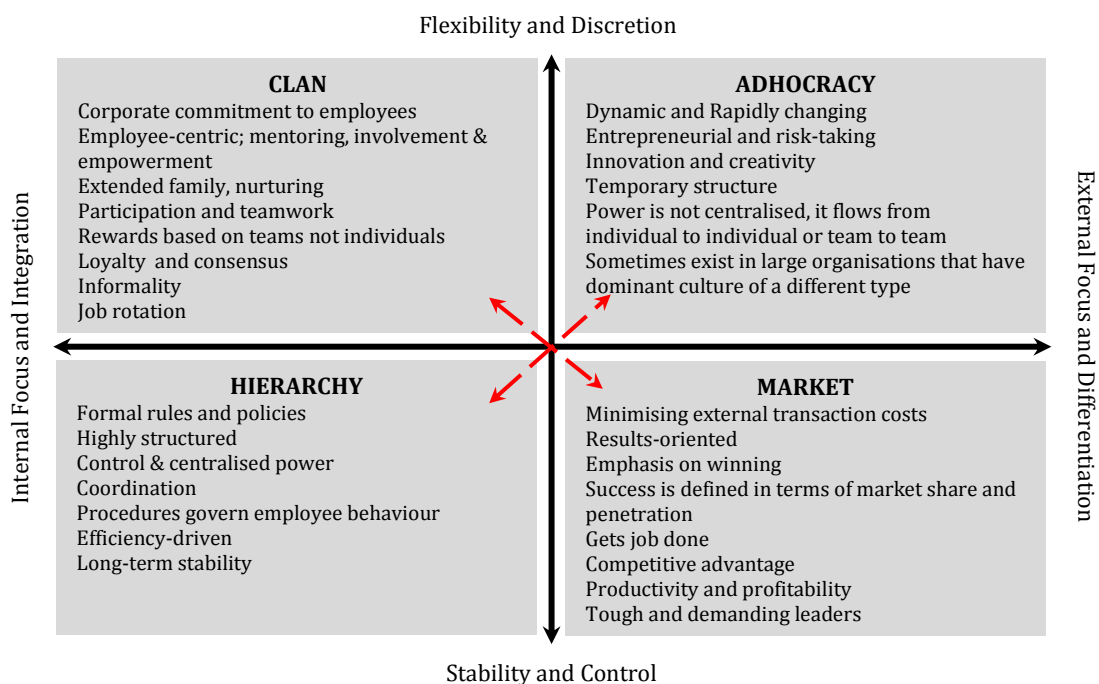 Flexibility and Discretion
CLAN
Corporate commitment to employees
Employee-centric; mentoring, involvement &
empowerment
Extended family, nurturing
Participation and teamwork
Rewards based on teams not individuals
Loyalty  and consensus
Informality
Job rotation
ADHOCRACY
Dynamic and Rapidly changing
Entrepreneurial and risk-taking
Innovation and creativity
Temporary structure
Power is not centralised, it flows from
individual to individual or team to team
Sometimes exist in large organisations that have
dominant culture of a different type
Internal Focus and Integration
External Focus and Differentiation
HIERARCHY
Formal rules and policies
Highly structured
Control & centralised power
Coordination
Procedures govern employee behaviour
Efficiency-driven
Long-term stability
MARKET
Minimising external transaction costs
Results-oriented
Emphasis on winning
Success is defined in terms of market share and
penetration
Gets job done
Competitive advantage
Productivity and profitability
Tough and demanding leaders
Stability and Control